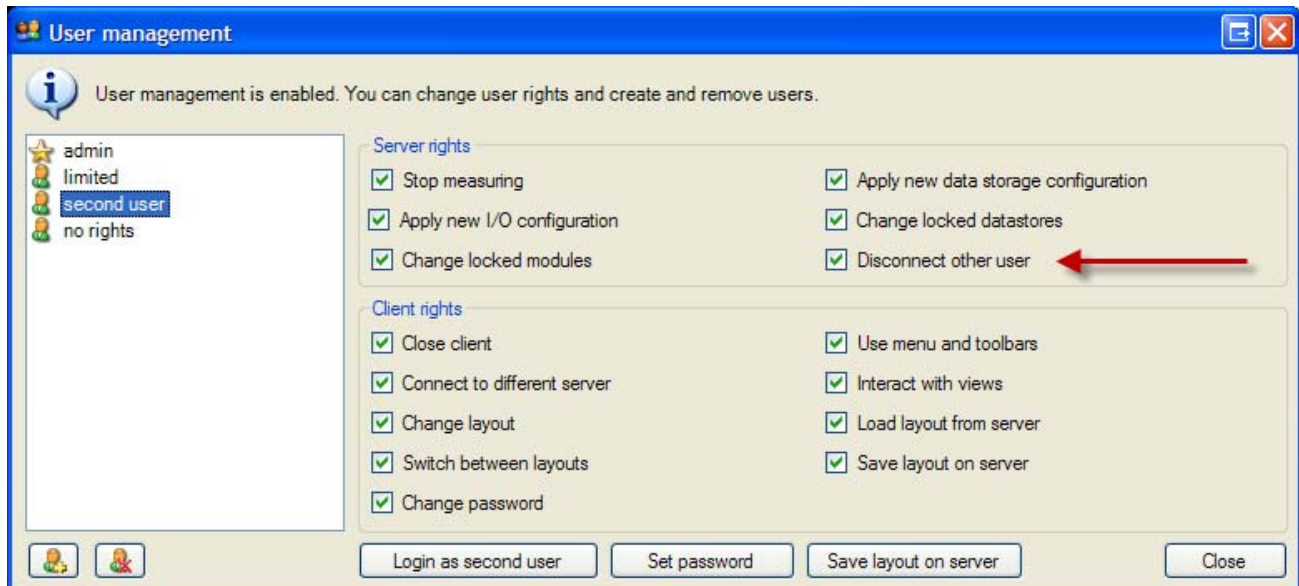 User management
User management is enabled. You can change user rights and create and remove users.
admin
limited
second user
no rights
Server rights
Stop measuring
Apply new data storage configuration
Apply new I/O configuration
Change locked datastores
Change locked modules
Disconnect other user
Client rights
Close client
Use menu and toolbars
Connect to different server
Interact with views
Change layout
Load layout from server
Switch between layouts
Save layout on server
Change password
Login as second user
Set password
Save layout on server
Close